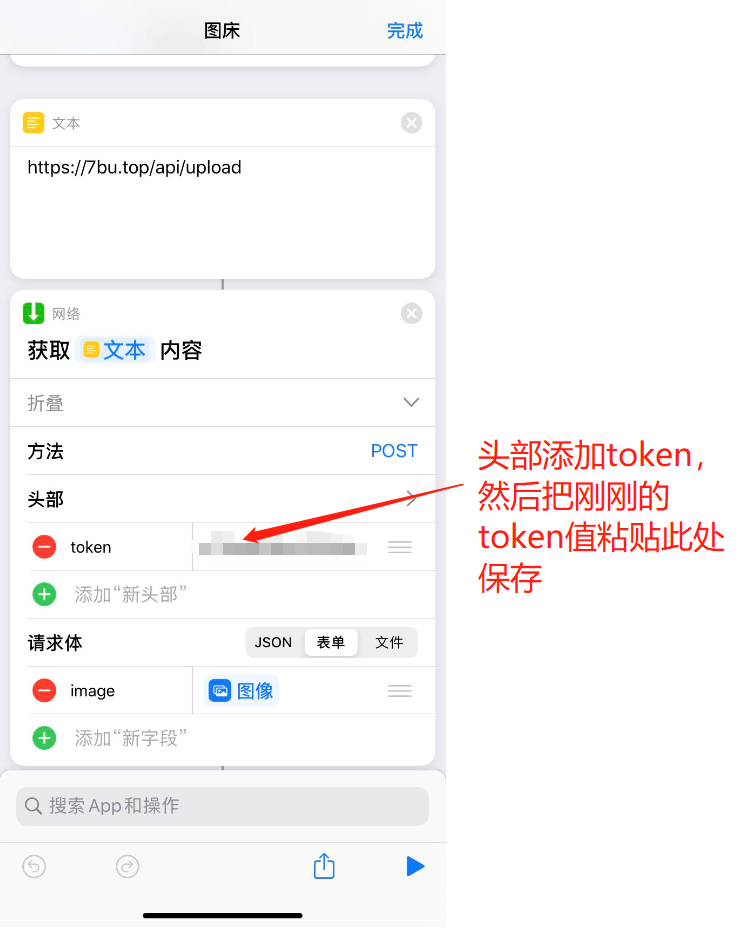 图床
完成
文本
https://7bu.top/api/upload
网络
获取 文本 内容
折叠
方法
POST
头部
token
添加“新头部”
请求体
JSON
表单
文件
image
图像
添加“新字段”
搜索App和操作
头部添加token，
然后把刚刚的
token值粘贴此处
保存